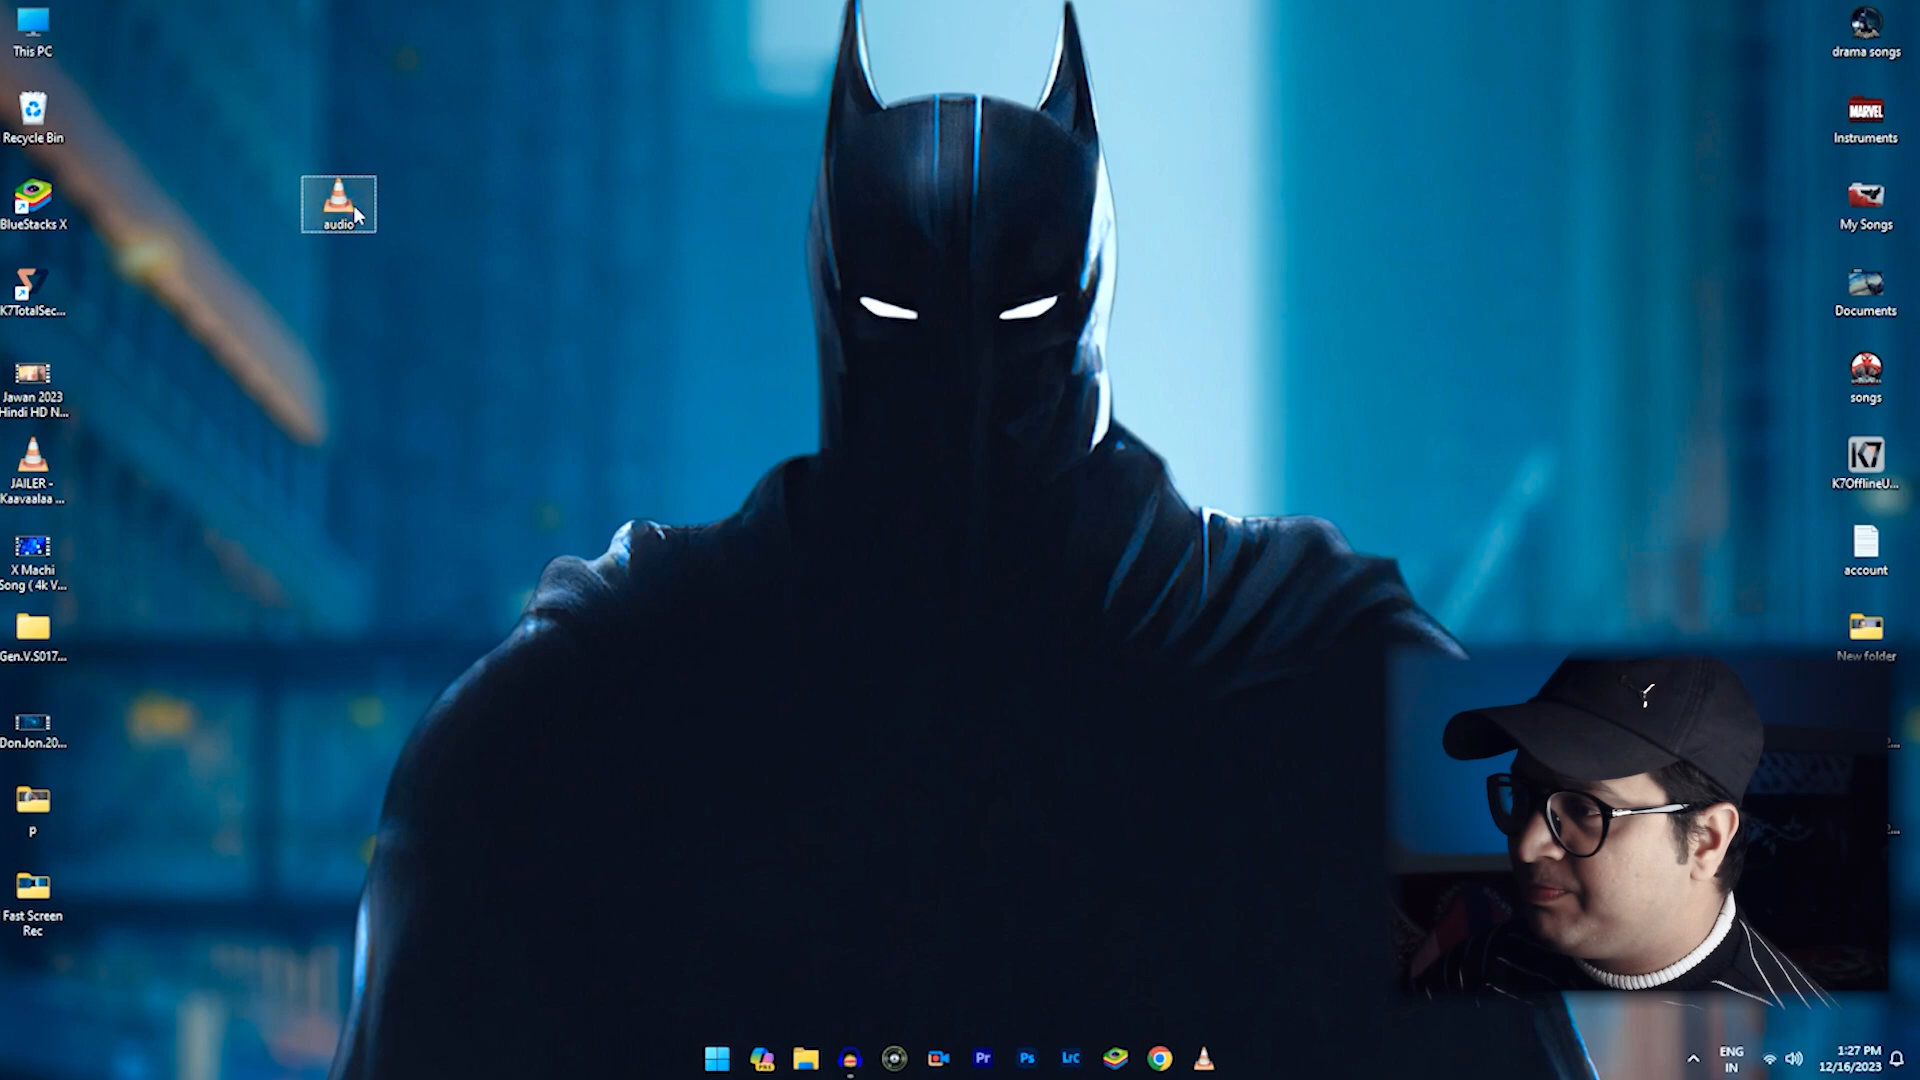 This PC
Recycle Bin
BlueStacks X
K7TotalSec...
Jawan 2023
Hindi HD N...
JAILER -
Kaavaalaa ...
X Machi
Song ( 4k V...
Gen.V.S017...
Don.Jon.20...
p
Fast Screen
Rec
audio
drama songs
MARVEL
Instruments
My Songs
Documents
songs
K7
K7OfflineU...
account
New folder
PRE
Pr
Ps
Lrc
ENG
IN
1:27 PM
12/16/2023